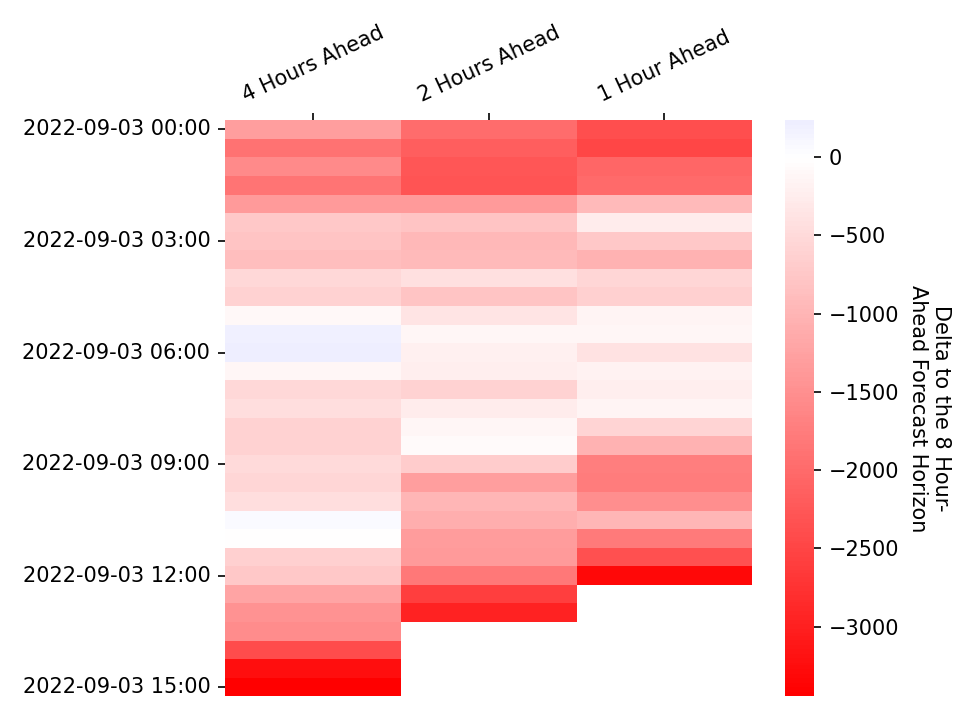 4 Hours Ahead
2 Hours Ahead
1 Hour Ahead
2022-09-03 00:00
2022-09-03 03:00
2022-09-03 06:00
2022-09-03 09:00
2022-09-03 12:00
2022-09-03 15:00
0
−500
−1000
−1500
−2000
−2500
−3000
Delta to the 8 Hour-
Ahead Forecast Horizon